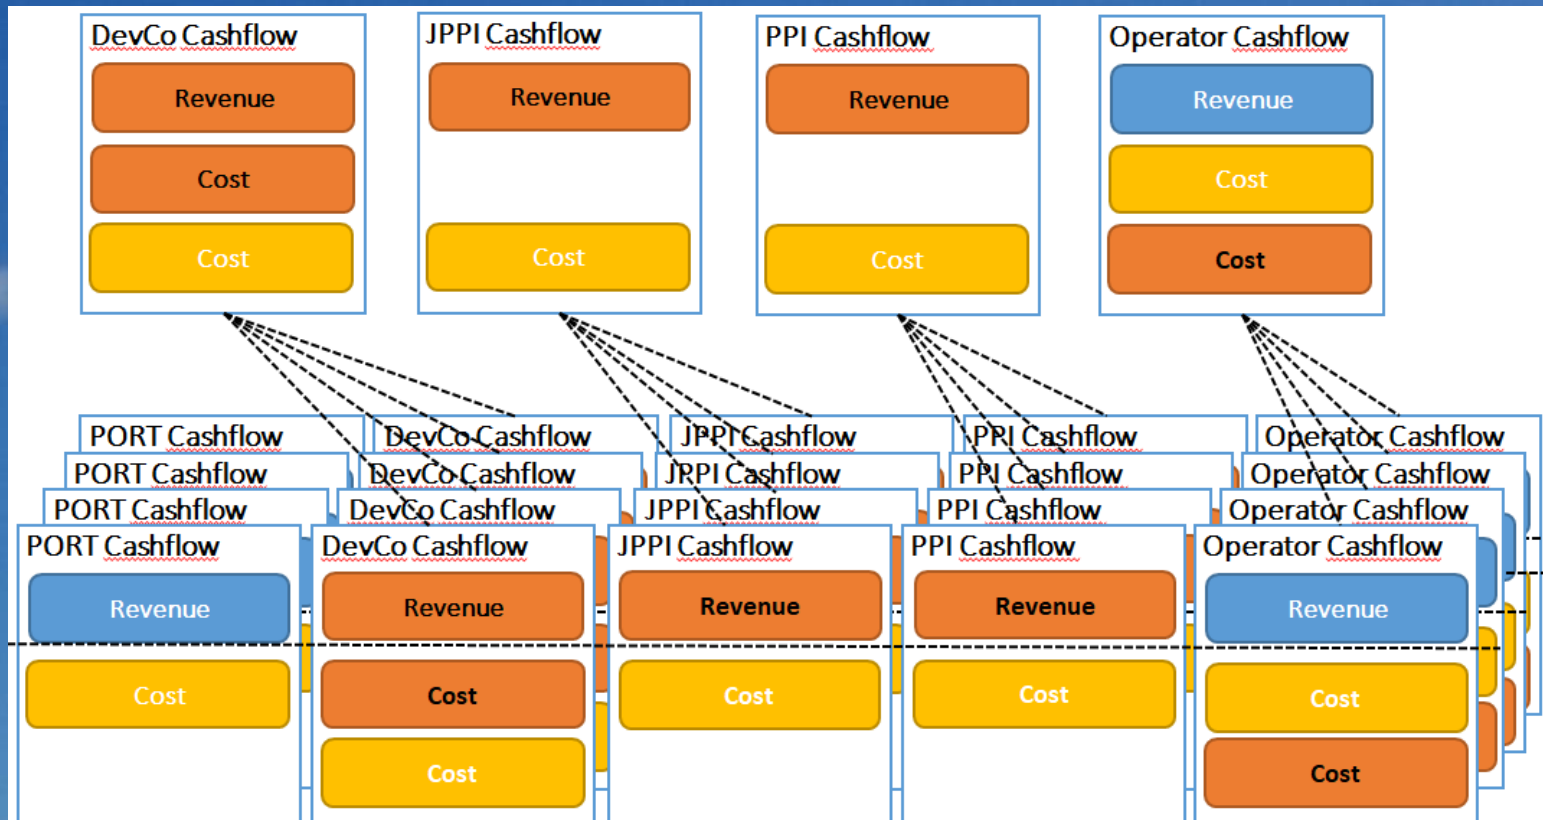 DevCo Cashflow
Revenue
Cost
Cost
JPPI Cashflow
Revenue
Cost
PPI Cashflow
Revenue
Cost
Operator Cashflow
Revenue
Cost
Cost
PORT Cashflow
DevCo Cashflow
JPPI Cashflow
PPI Cashflow
Operator Cashflow
PORT Cashflow
DevCo Cashflow
JPPI Cashflow
PPI Cashflow
Operator Cashflow
PORT Cashflow
DevCo Cashflow
JPPI Cashflow
PPI Cashflow
Operator Cashflow
PORT Cashflow
Revenue
Cost
DevCo Cashflow
Revenue
Cost
Cost
JPPI Cashflow
Revenue
Cost
PPI Cashflow
Revenue
Cost
Operator Cashflow
Revenue
Cost
Cost